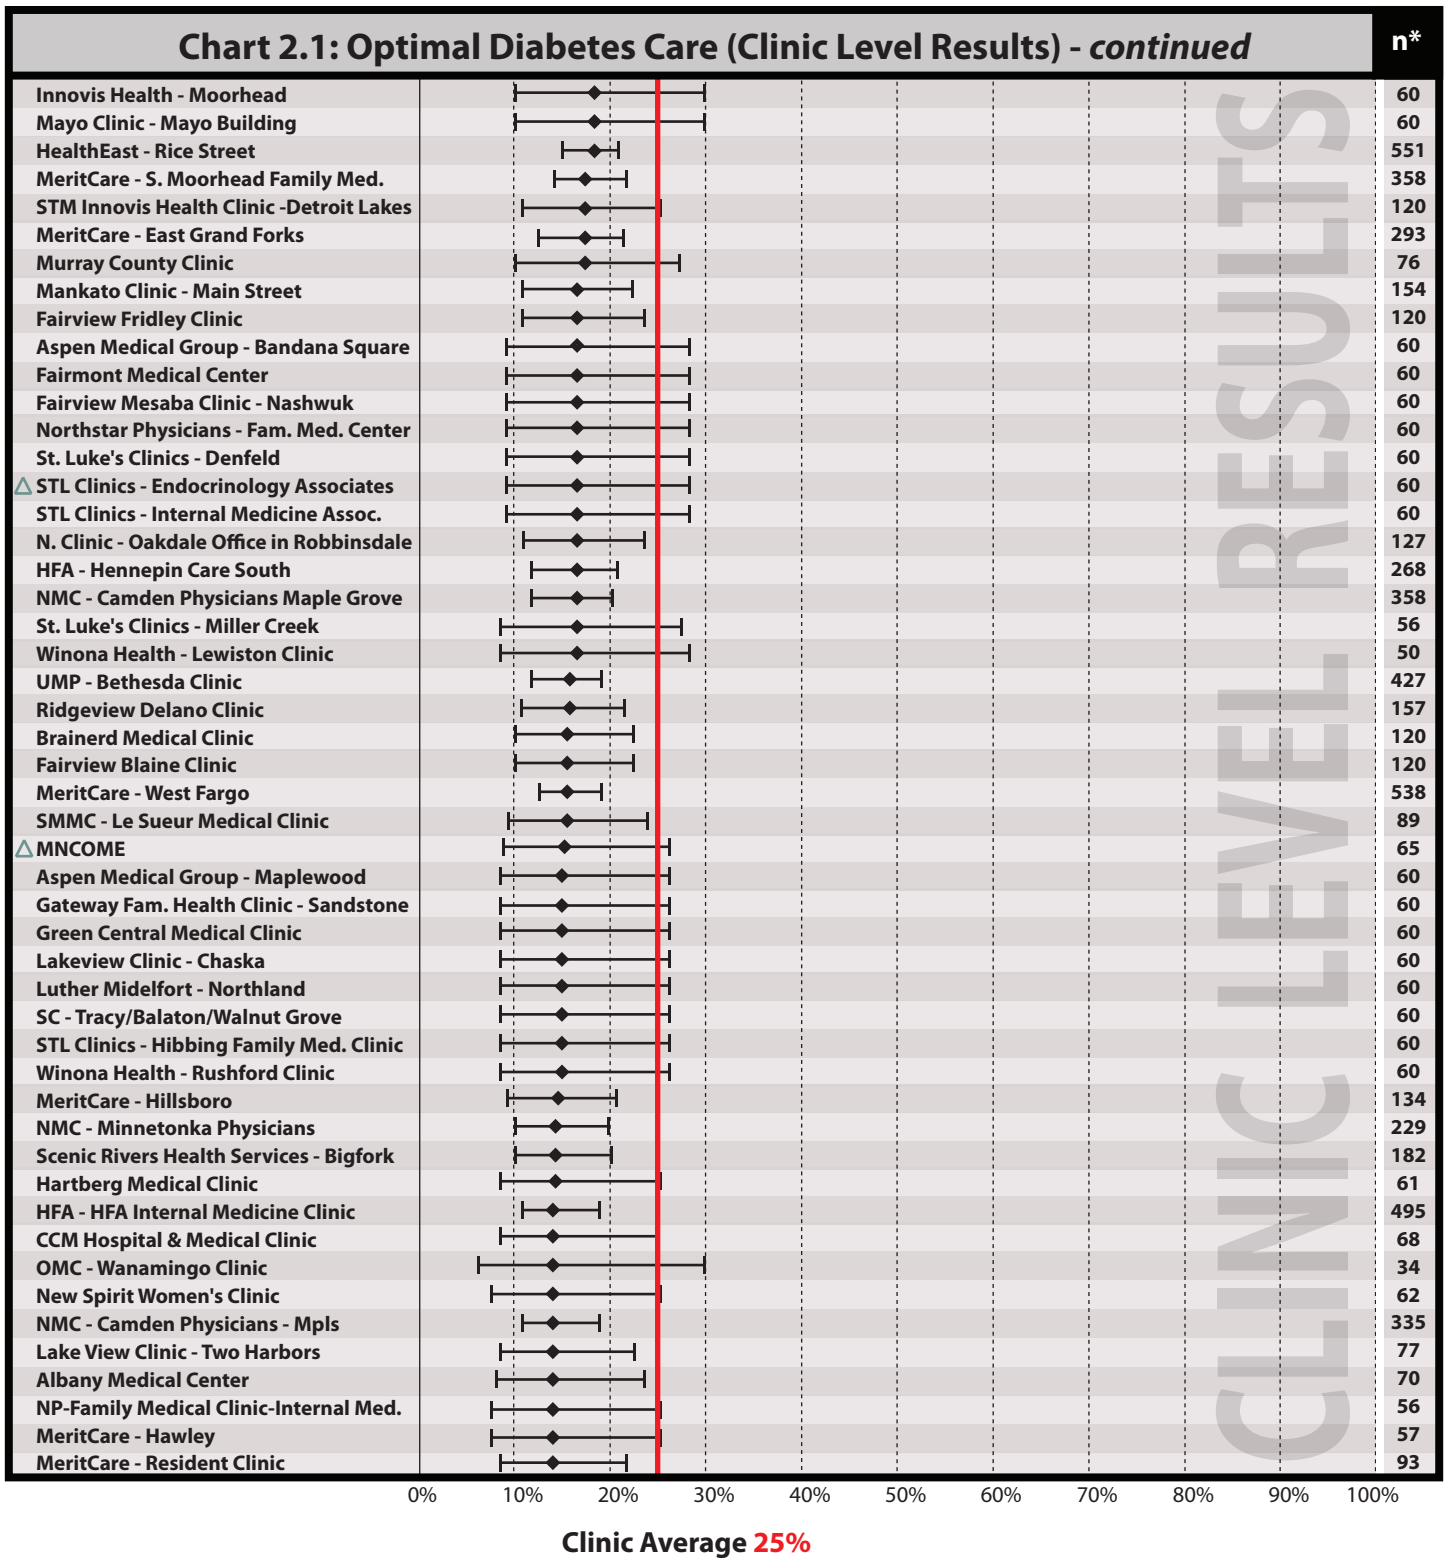 Chart 2.1: Optimal Diabetes Care (Clinic Level Results) - continued n*
Innovis Health - Moorhead 60
Mayo Clinic - Mayo Building 60
HealthEast - Rice Street 551
MeritCare - S. Moorhead Family Med. 358
STM Innovis Health Clinic -Detroit Lakes 120
MeritCare - East Grand Forks 293
Murray County Clinic 76
Mankato Clinic - Main Street 154
Fairview Fridley Clinic 120
Aspen Medical Group - Bandana Square 60
Fairmont Medical Center 60
Fairview Mesaba Clinic - Nashwuk 60
Northstar Physicians - Fam. Med. Center 60
St. Luke's Clinics - Denfeld 60
STL Clinics - Endocrinology Associates 60
STL Clinics - Internal Medicine Assoc. 60
N. Clinic - Oakdale Office in Robbinsdale 127
HFA - Hennepin Care South 268
NMC - Camden Physicians Maple Grove 358
St. Luke's Clinics - Miller Creek 56
Winona Health - Lewiston Clinic 50
UMP - Bethesda Clinic 427
Ridgeview Delano Clinic 157
Brainerd Medical Clinic 120
Fairview Blaine Clinic 120
MeritCare - West Fargo 538
SMMC - Le Sueur Medical Clinic 89
MNCOME 65
Aspen Medical Group - Maplewood 60
Gateway Fam. Health Clinic - Sandstone 60
Green Central Medical Clinic 60
Lakeview Clinic - Chaska 60
Luther Midelfort - Northland 60
SC - Tracy/Balaton/Walnut Grove 60
STL Clinics - Hibbing Family Med. Clinic 60
Winona Health - Rushford Clinic 60
MeritCare - Hillsboro 134
NMC - Minnetonka Physicians 229
Scenic Rivers Health Services - Bigfork 182
Hartberg Medical Clinic 61
HFA - HFA Internal Medicine Clinic 495
CCM Hospital & Medical Clinic 68
OMC - Wanamingo Clinic 34
New Spirit Women's Clinic 62
NMC - Camden Physicians - Mpls 335
Lake View Clinic - Two Harbors 77
Albany Medical Center 70
NP-Family Medical Clinic-Internal Med. 56
MeritCare - Hawley 57
MeritCare - Resident Clinic 93
CLINIC LEVEL RESULTS
0% 10% 20% 30% 40% 50% 60% 70% 80% 90% 100%
Clinic Average 25%